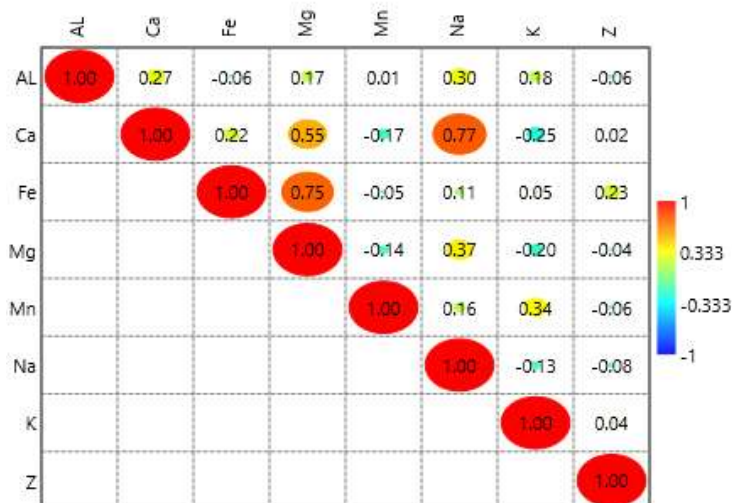 AL Ca Fe Mg Mn Na K Z
AL 1.00 0.27 -0.06 0.17 0.01 0.30 0.18 -0.06
Ca 1.00 0.22 0.55 -0.17 0.77 -0.25 0.02
Fe 1.00 0.75 -0.05 0.11 0.05 0.23
Mg 1.00 -0.14 0.37 -0.20 -0.04
Mn 1.00 0.16 0.34 -0.06
Na 1.00 -0.13 -0.08
K 1.00 0.04
Z 1.00
1
0.333
-0.333
-1